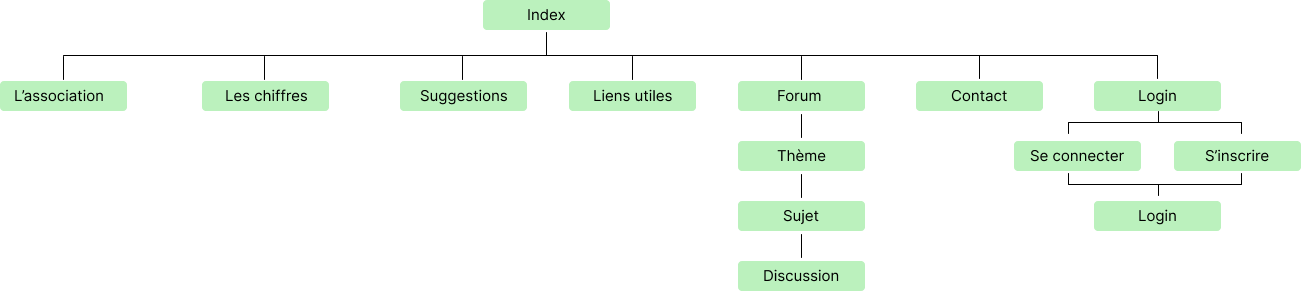 Index
L’association
Les chiffres
Suggestions
Liens utiles
Forum
Contact
Login
Thème
Se connecter
S’inscrire
Sujet
Login
Discussion